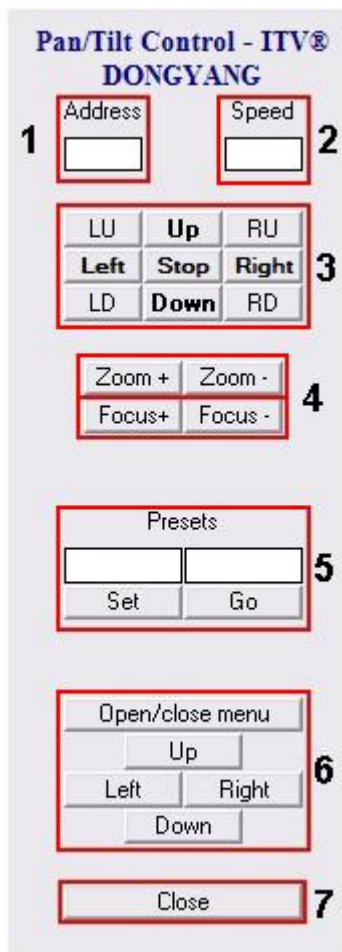 Pan/Tilt Control - ITV®
DONGYANG
1 Address Speed 2
LU Up RU
Left Stop Right 3
LD Down RD
Zoom + Zoom - 4
Focus+ Focus -
Presets
5
Set Go
Open/close menu
Up
6
Left Right
Down
Close 7